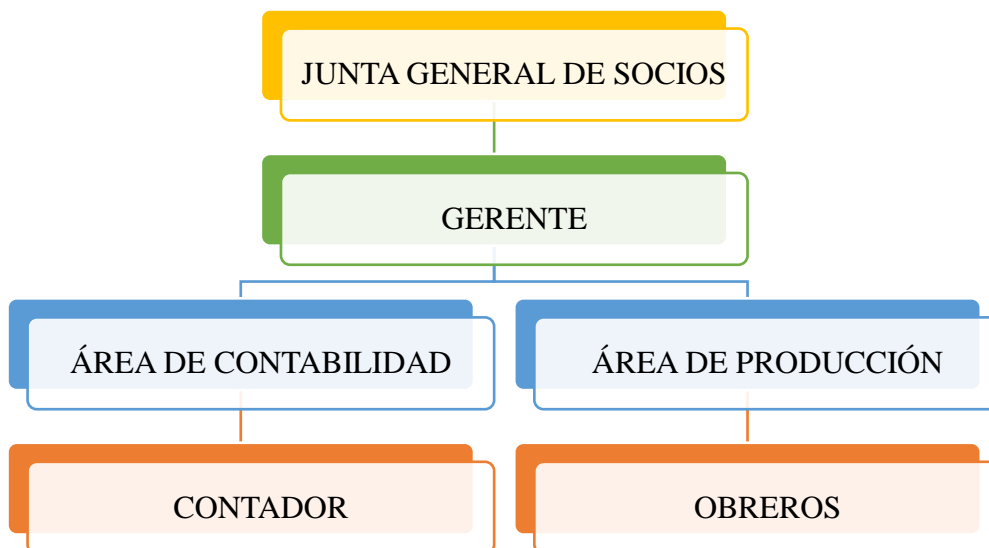 JUNTA GENERAL DE SOCIOS
GERENTE
ÁREA DE CONTABILIDAD
ÁREA DE PRODUCCIÓN
CONTADOR
OBREROS